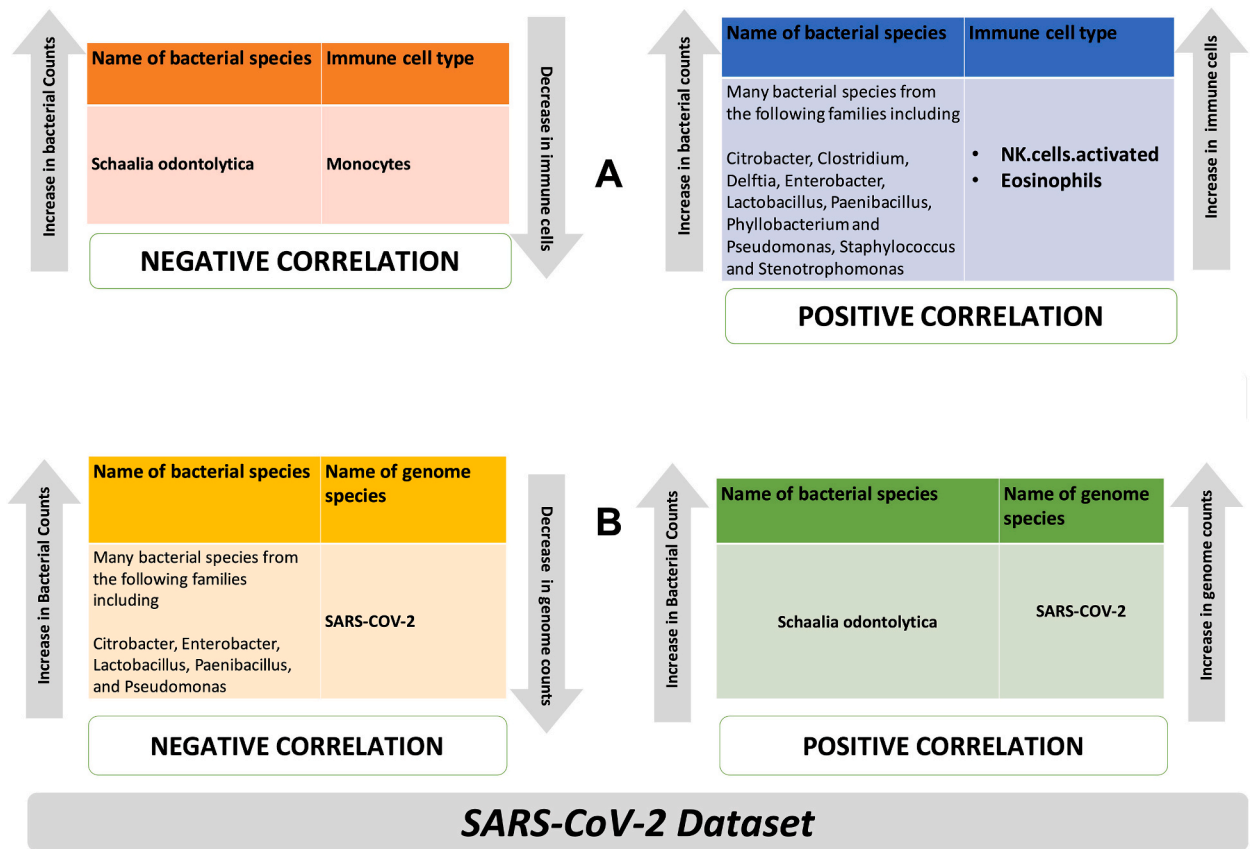 Increase in bacterial Counts
Name of bacterial species
Immune cell type
Schaalia odontolytica
Monocytes
NEGATIVE CORRELATION
Decrease in immune cells
A
Increase in bacterial counts
Name of bacterial species
Immune cell type
Many bacterial species from
the following families including
Citrobacter, Clostridium,
Delftia, Enterobacter,
Lactobacillus, Paenibacillus,
Phyllobacterium and
Pseudomonas, Staphylococcus
and Stenotrophomonas
• NK.cells.activated
• Eosinophils
POSITIVE CORRELATION
Increase in immune cells
Increase in Bacterial Counts
Name of bacterial species
Name of genome
species
Many bacterial species from
the following families
including
Citrobacter, Enterobacter,
Lactobacillus, Paenibacillus,
and Pseudomonas
SARS-COV-2
NEGATIVE CORRELATION
Decrease in genome counts
B
Increase in Bacterial Counts
Name of bacterial species
Name of genome
species
Schaalia odontolytica
SARS-COV-2
POSITIVE CORRELATION
Increase in genome counts
SARS-CoV-2 Dataset